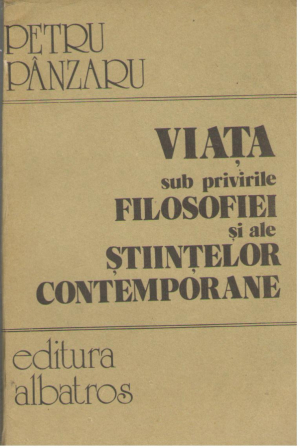 PETRU
PÂNZARU
VIAȚA
sub privirile
FILOSOFIEI
și ale
ȘTIINȚELOR
CONTEMPORANE
editura
albatros